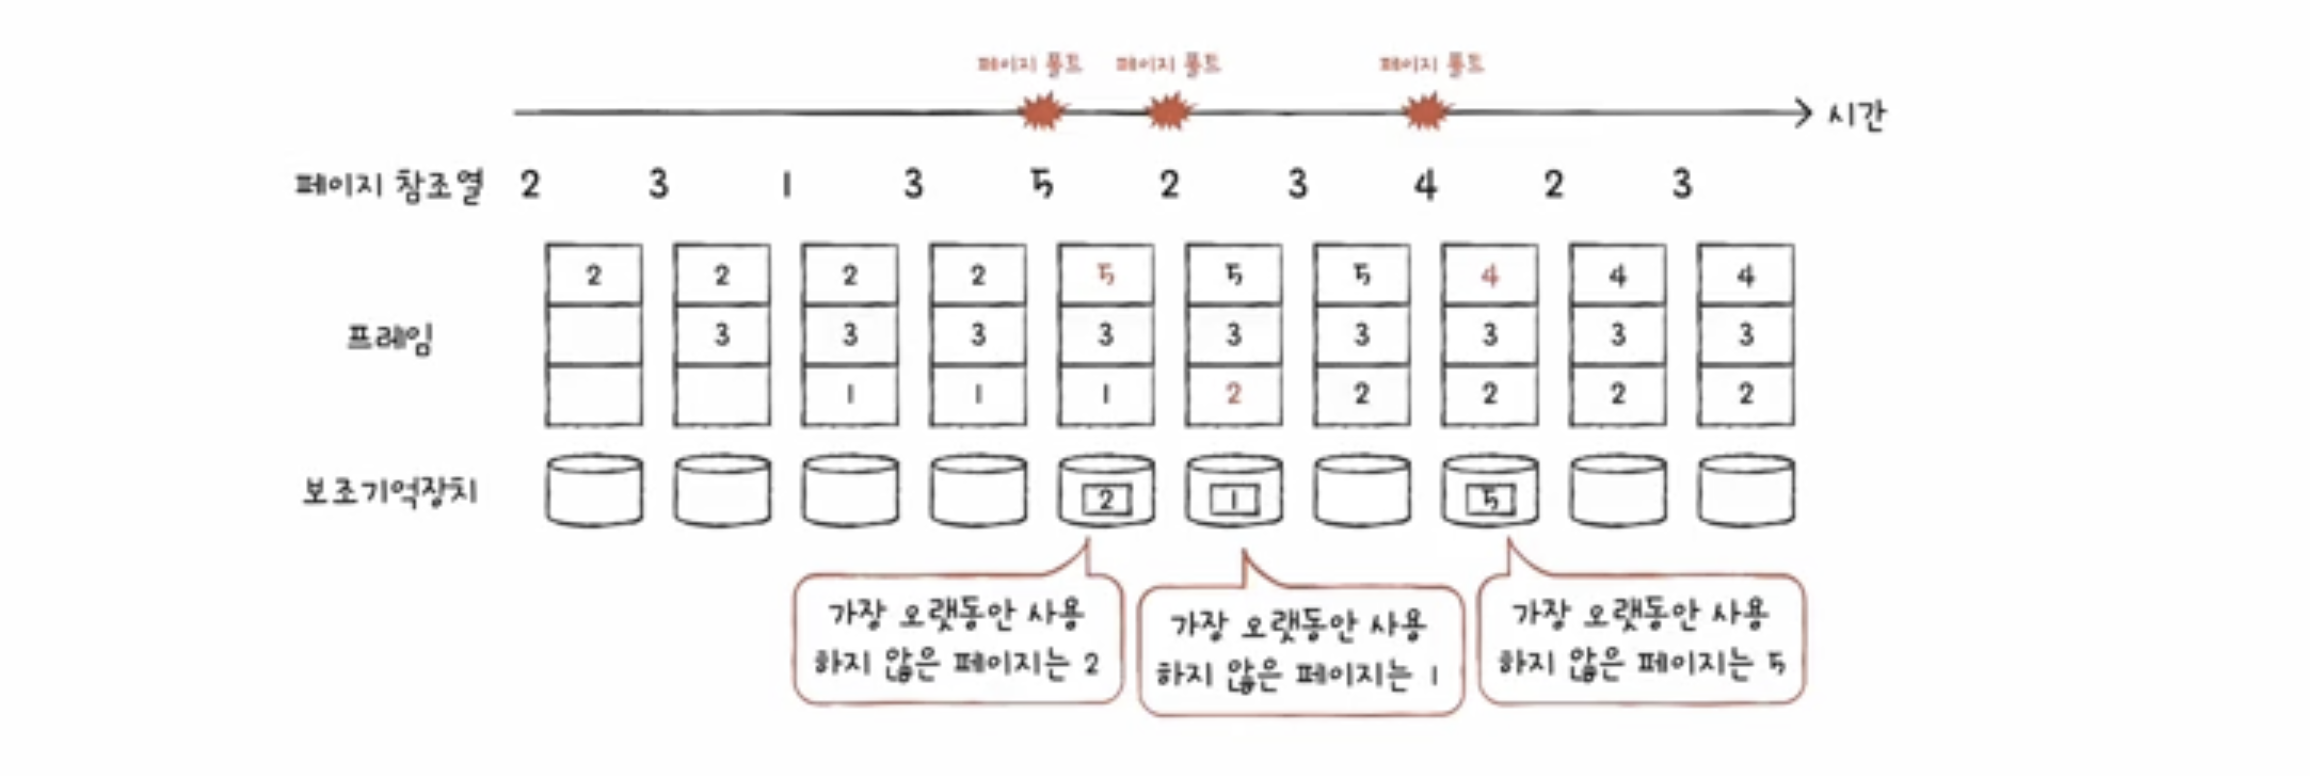 페이지 폴트 페이지 폴트 페이지 폴트
시간
페이지 참조열 2 3 1 3 5 2 3 4 2 3
2 2 2 2 5 5 5 4 4 4
프레임 3 3 3 3 3 3 3 3 3
1 1 1 2 2 2 2 2
보조기억장치 2 1 5
가장 오랫동안 사용
하지 않은 페이지는 2
가장 오랫동안 사용
하지 않은 페이지는 1
가장 오랫동안 사용
하지 않은 페이지는 5